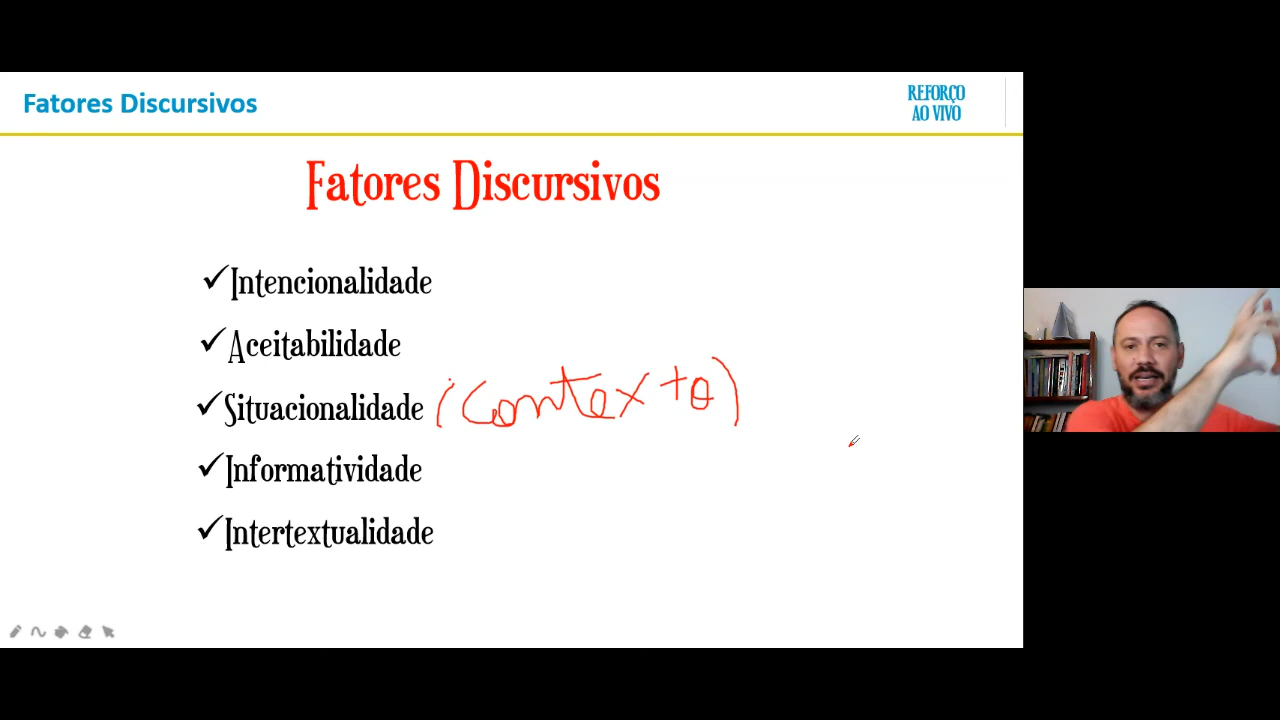 Fatores Discursivos
REFORÇO
AO VIVO
Fatores Discursivos
✓Intencionalidade
✓Aceitabilidade
✓Situacionalidade (contexto)
✓Informatividade
✓Intertextualidade